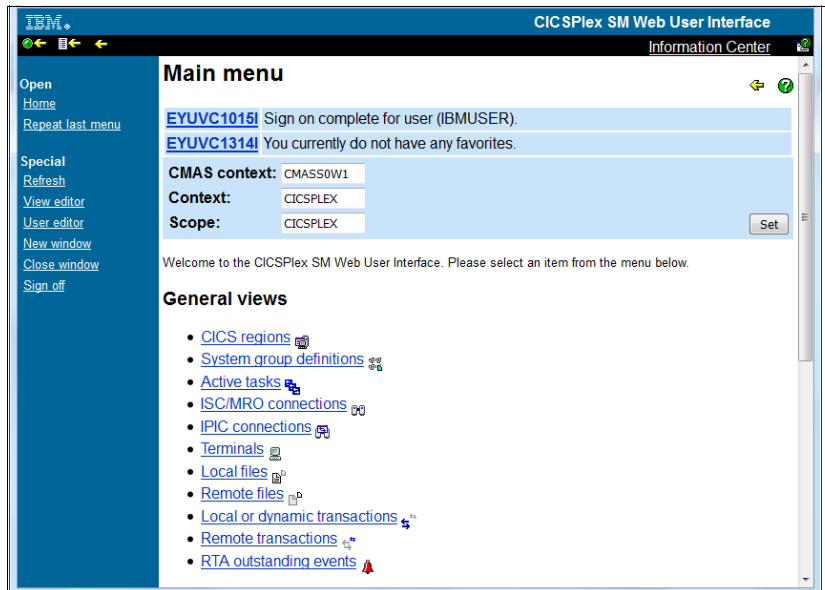 IBM.
CICSPlex SM Web User Interface
Information Center
Open
Home
Repeat last menu
Special
Refresh
View editor
User editor
New window
Close window
Sign off
Main menu
EYUVC1015I Sign on complete for user (IBMUSER).
EYUVC1314I You currently do not have any favorites.
CMAS context: CMASS0W1
Context: CICSPLEX
Scope: CICSPLEX
Set
Welcome to the CICSPlex SM Web User Interface. Please select an item from the menu below.
General views
• CICS regions
• System group definitions
• Active tasks
• ISC/MRO connections
• IPIC connections
• Terminals
• Local files
• Remote files
• Local or dynamic transactions
• Remote transactions
• RTA outstanding events